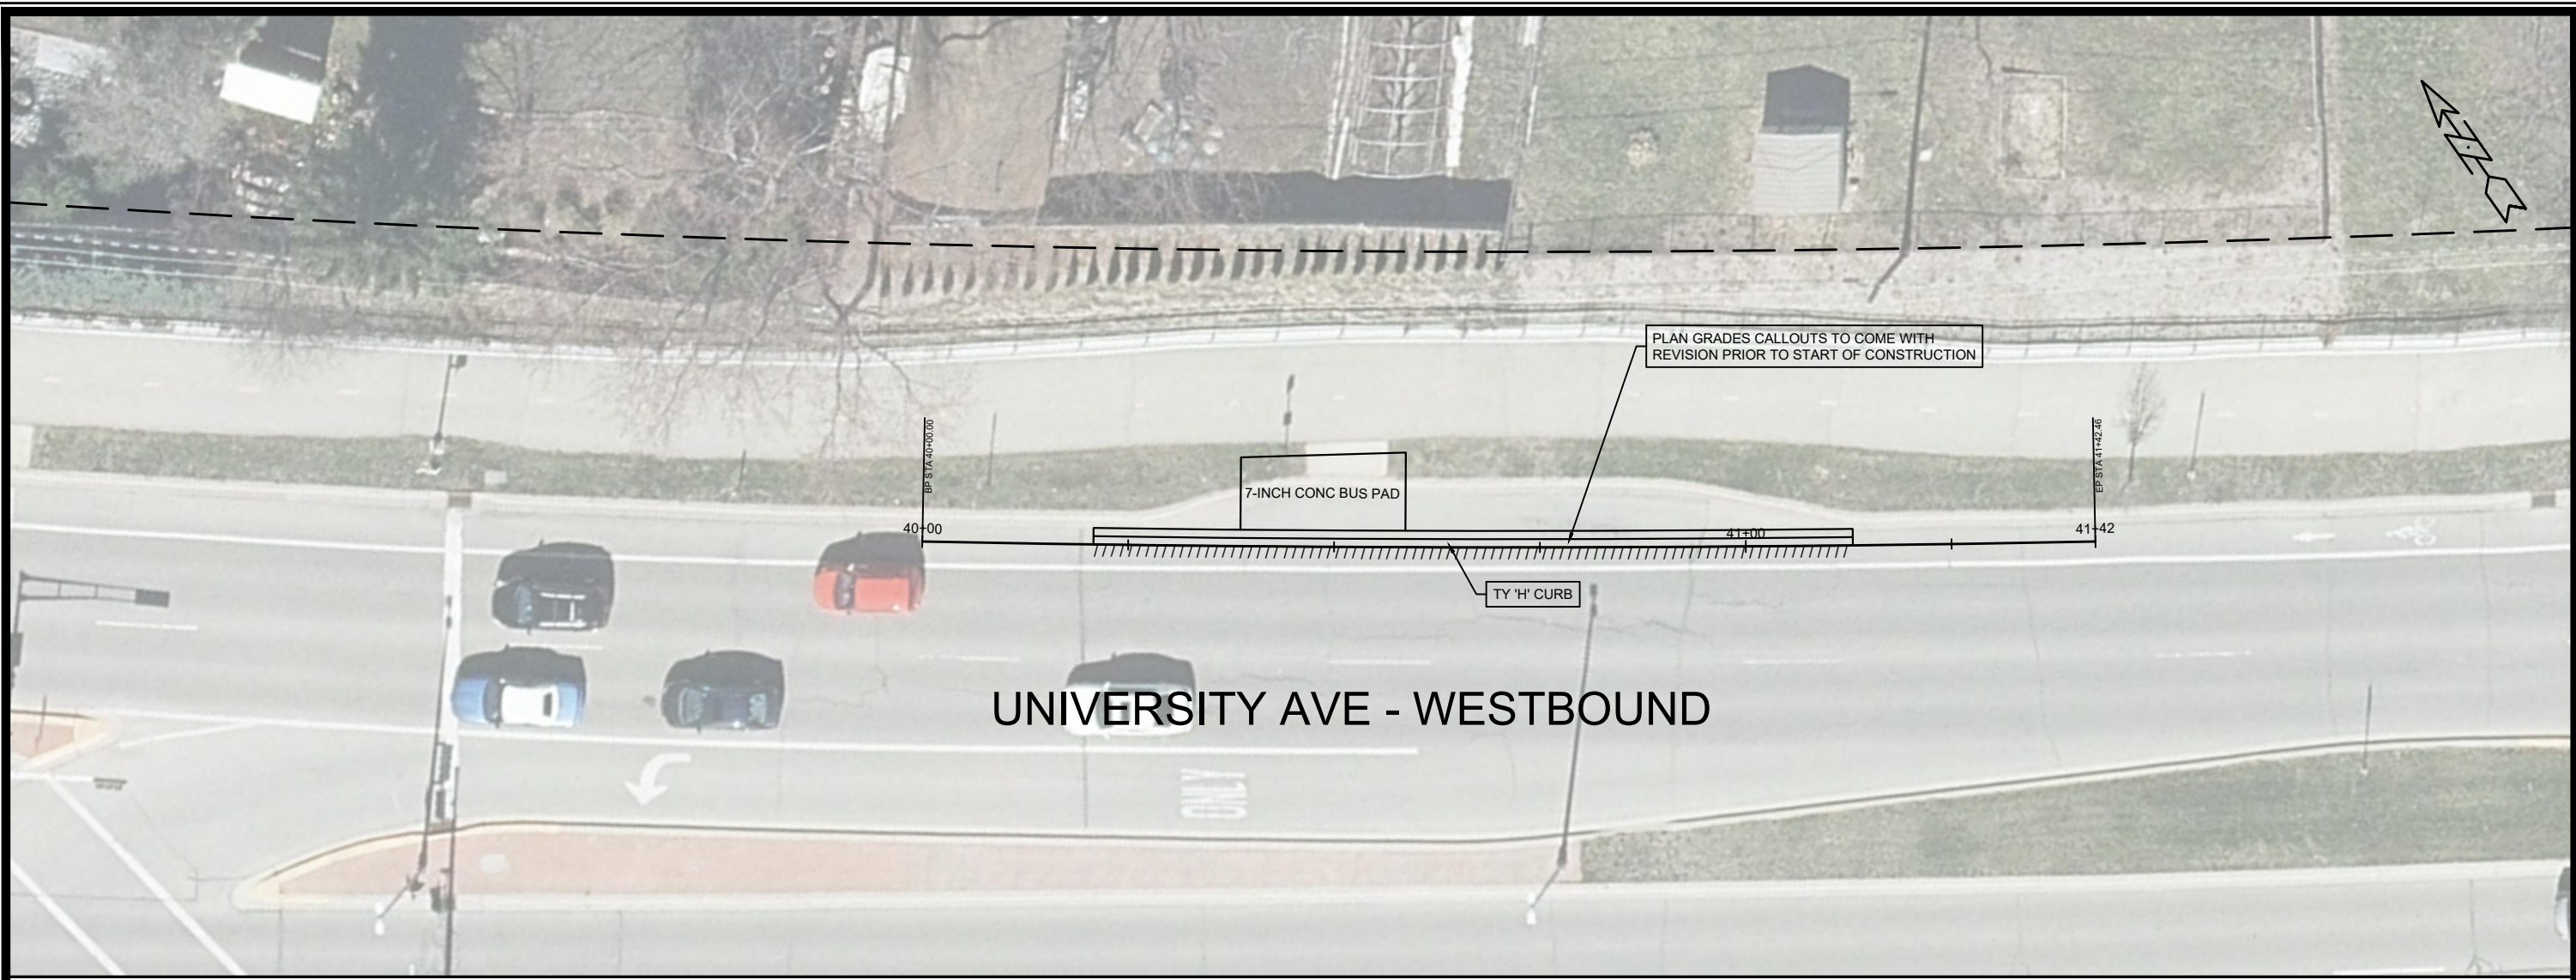 PLAN GRADES CALLOUTS TO COME WITH
REVISION PRIOR TO START OF CONSTRUCTION
BP STA:40+00.00
EP STA:41+42.46
7-INCH CONC BUS PAD
40+00
41+00
41+42
TY 'H' CURB
UNIVERSITY AVE - WESTBOUND
ONLY